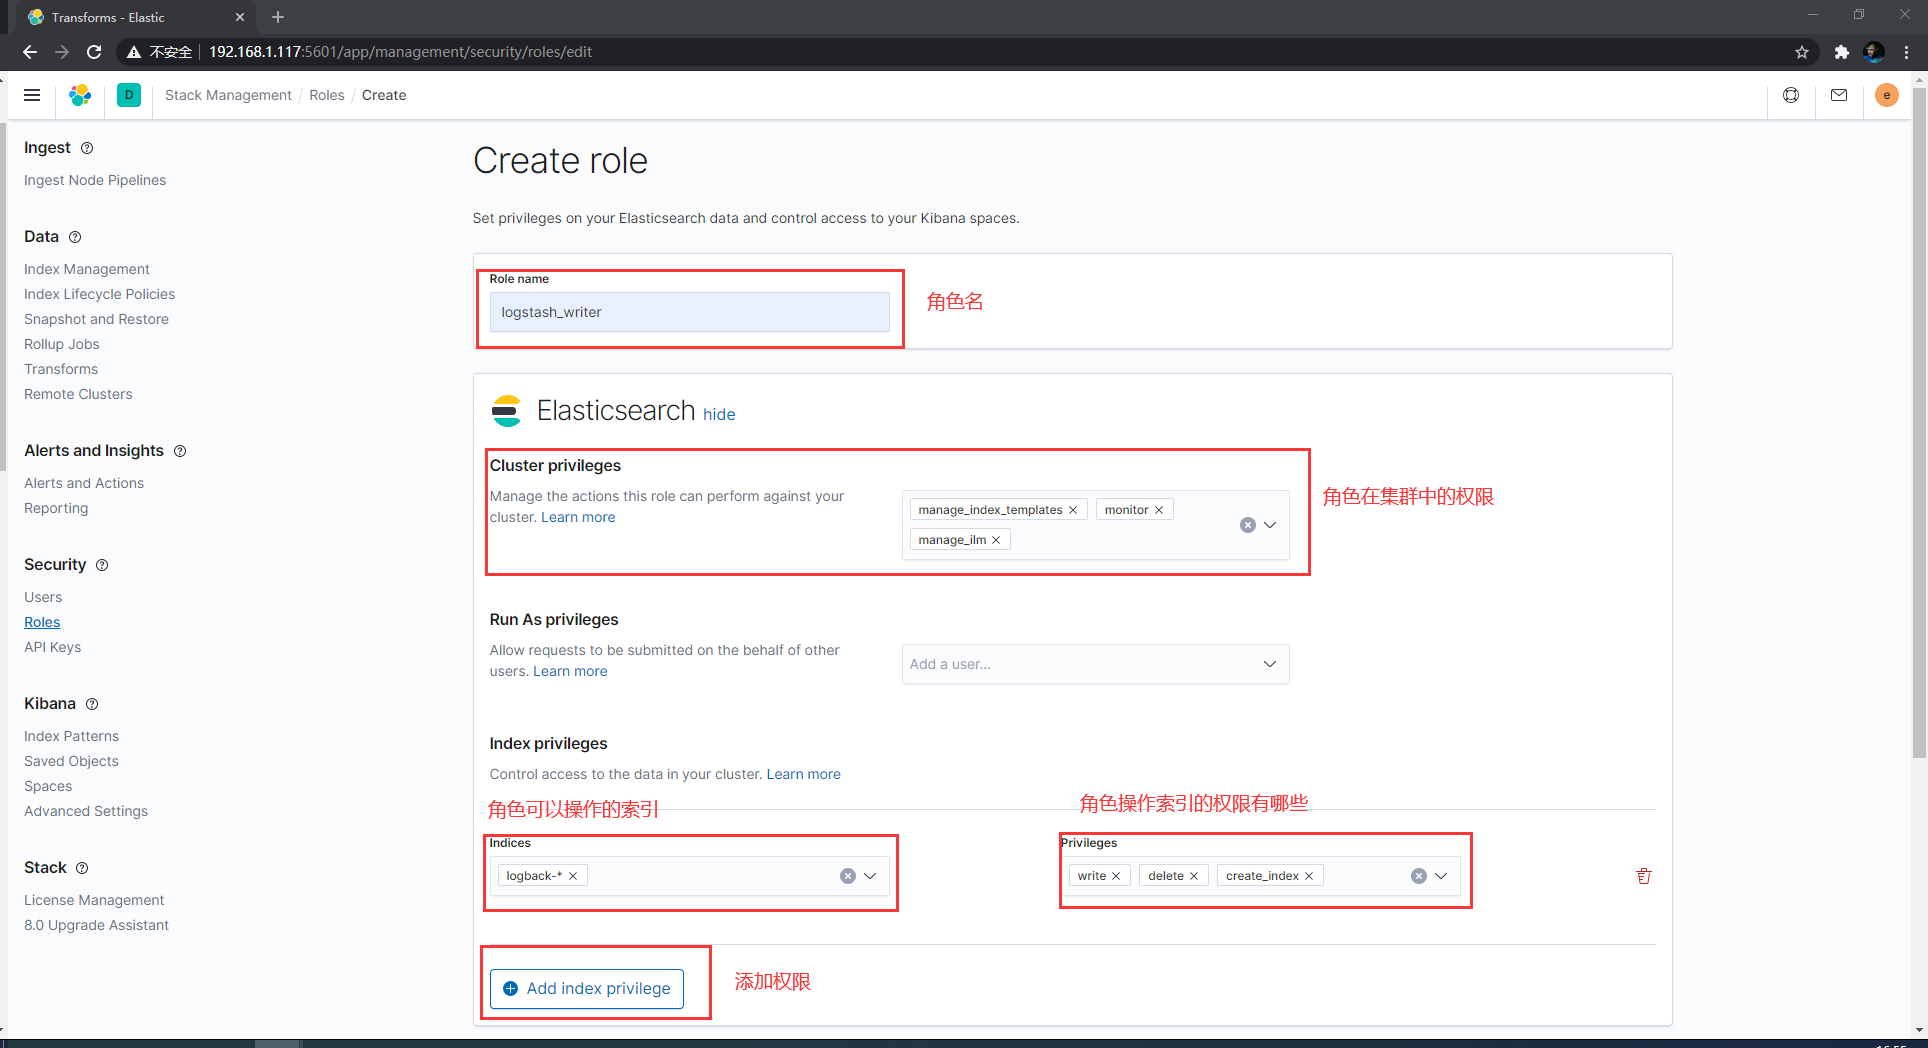 Transforms - Elastic
不安全 192.168.1.117:5601/app/management/security/roles/edit
D Stack Management / Roles / Create e
Ingest
Ingest Node Pipelines
Data
Index Management
Index Lifecycle Policies
Snapshot and Restore
Rollup Jobs
Transforms
Remote Clusters
Alerts and Insights
Alerts and Actions
Reporting
Security
Users
Roles
API Keys
Kibana
Index Patterns
Saved Objects
Spaces
Advanced Settings
Stack
License Management
8.0 Upgrade Assistant
Create role
Set privileges on your Elasticsearch data and control access to your Kibana spaces.
Role name
logstash_writer
角色名
Elasticsearch hide
Cluster privileges
Manage the actions this role can perform against your
cluster. Learn more
manage_index_templates monitor
manage_ilm
角色在集群中的权限
Run As privileges
Allow requests to be submitted on the behalf of other
users. Learn more
Add a user...
Index privileges
Control access to the data in your cluster. Learn more
角色可以操作的索引
角色操作索引的权限有哪些
Indices
logback-*
Privileges
write delete create_index
Add index privilege
添加权限